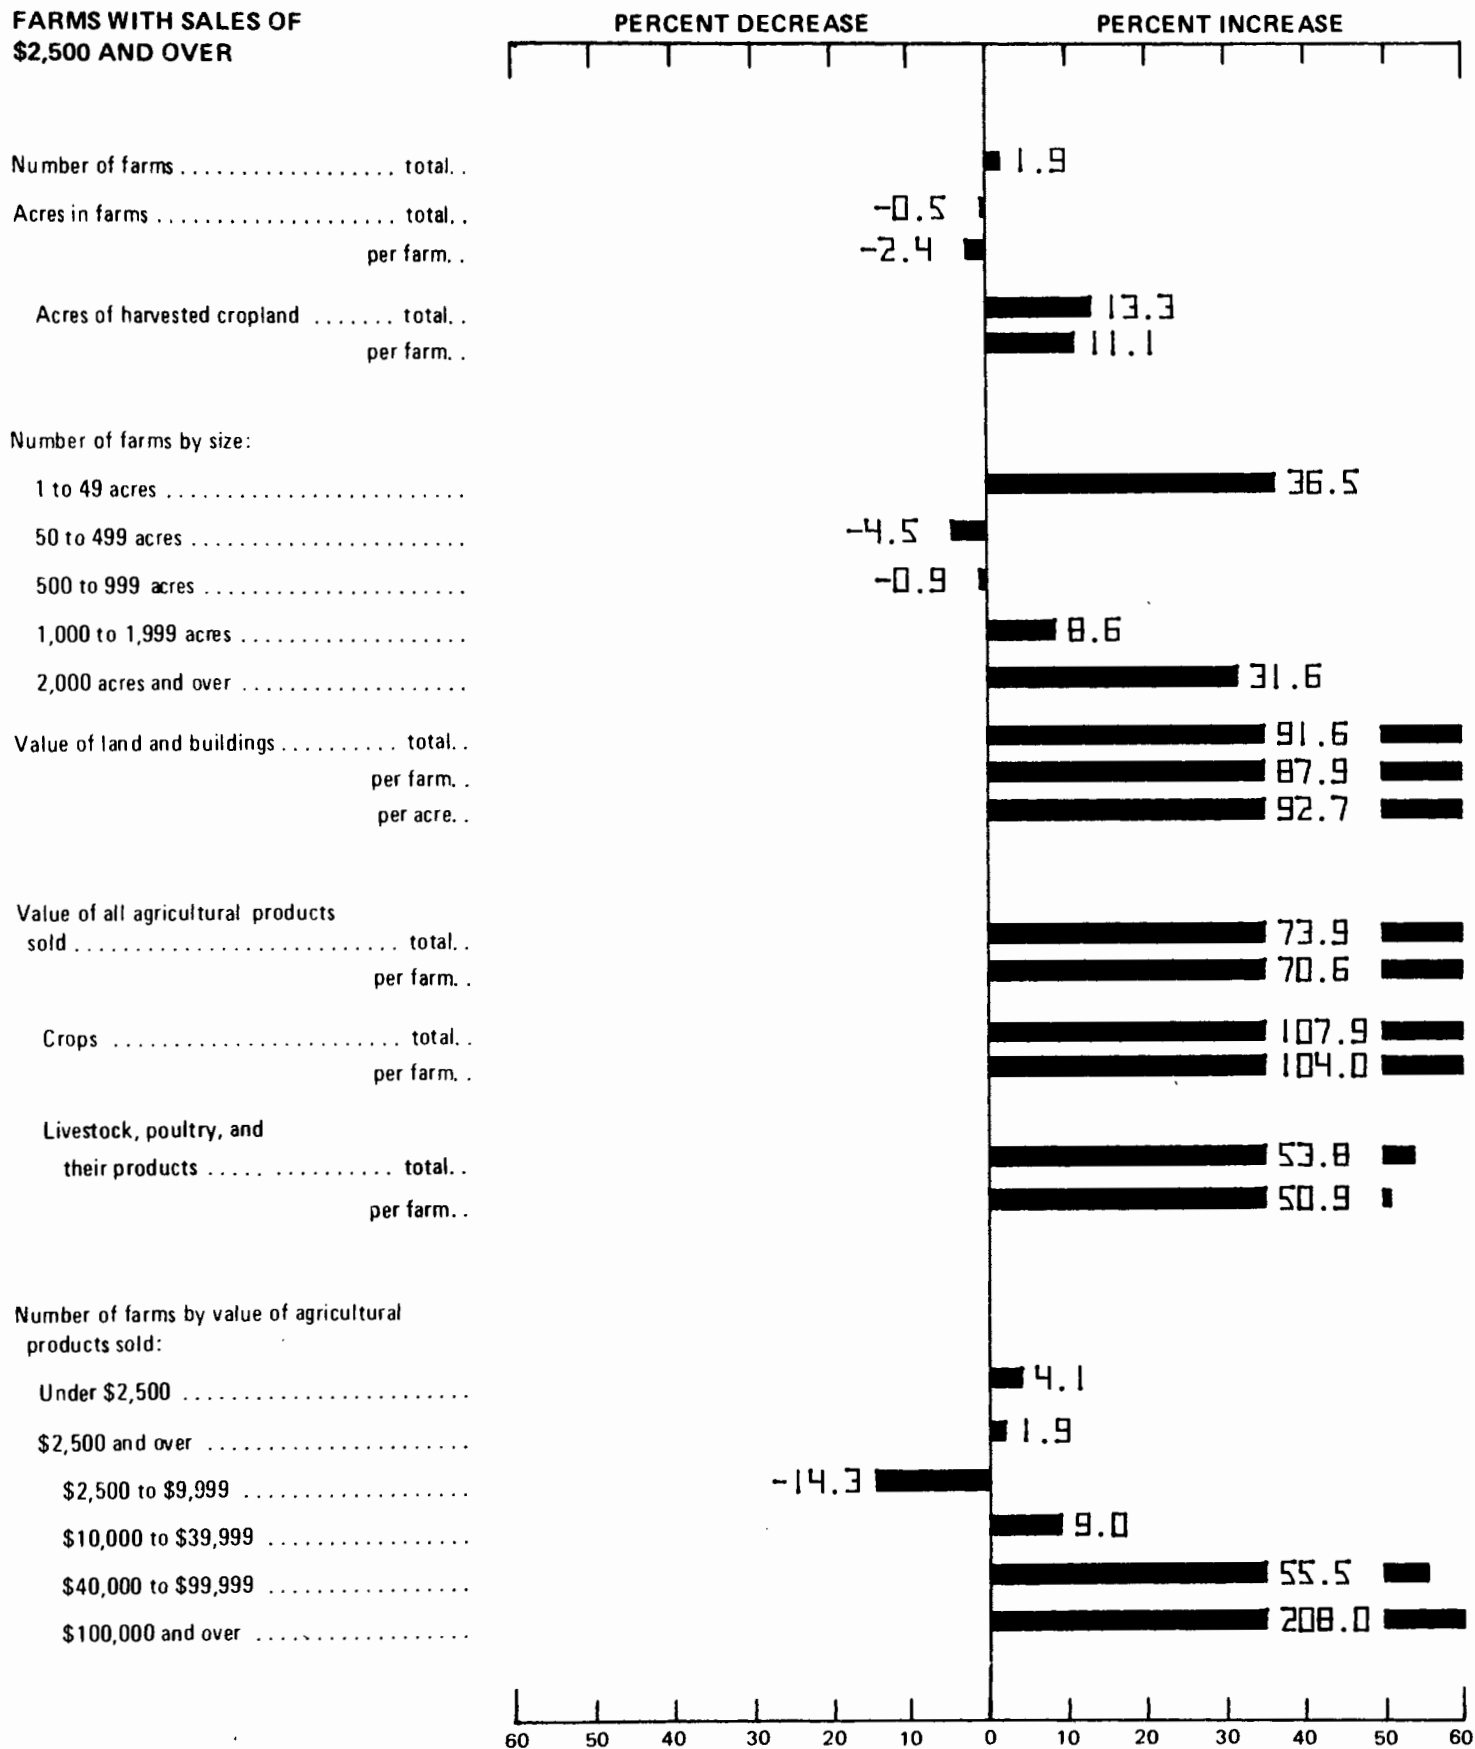 FARMS WITH SALES OF
$2,500 AND OVER
PERCENT DECREASE PERCENT INCREASE
Number of farms .................. total.. 1.9
Acres in farms .................... total.. -0.5
per farm.. -2.4
Acres of harvested cropland ....... total.. 13.3
per farm.. 11.1
Number of farms by size:
1 to 49 acres ........................ 36.5
50 to 499 acres ....................... -4.5
500 to 999 acres ...................... -0.9
1,000 to 1,999 acres ................... 8.6
2,000 acres and over ................... 31.6
Value of land and buildings .......... total.. 91.6
per farm.. 87.9
per acre.. 92.7
Value of all agricultural products
sold ........................... total.. 73.9
per farm.. 70.6
Crops ........................ total.. 107.9
per farm.. 104.0
Livestock, poultry, and
their products ..... .............. total.. 53.8
per farm.. 50.9
Number of farms by value of agricultural
products sold:
Under $2,500 ........................ 4.1
$2,500 and over ...................... 1.9
$2,500 to $9,999 ................... -14.3
$10,000 to $39,999 ................. 9.0
$40,000 to $99,999 ................. 55.5
$100,000 and over .................. 208.0
60 50 40 30 20 10 0 10 20 30 40 50 60